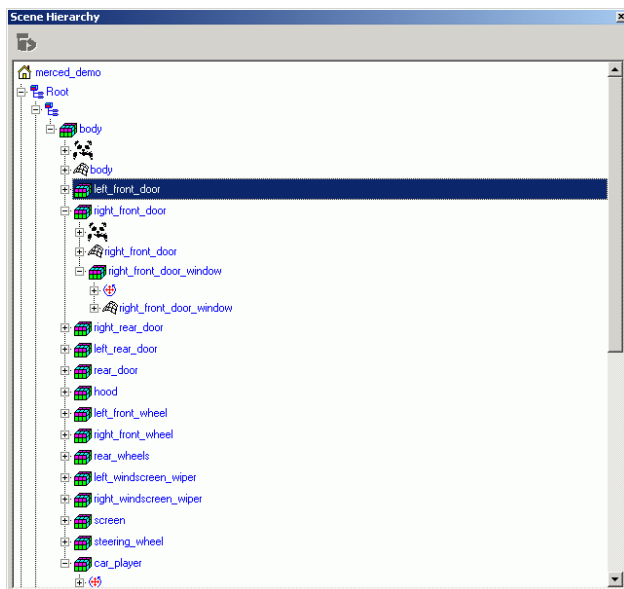 Scene Hierarchy
merced_demo
Root
body
body
left_front_door
right_front_door
right_front_door
right_front_door_window
right_front_door_window
right_rear_door
left_rear_door
rear_door
hood
left_front_wheel
right_front_wheel
rear_wheels
left_windscreen_wiper
right_windscreen_wiper
screen
steering_wheel
car_player